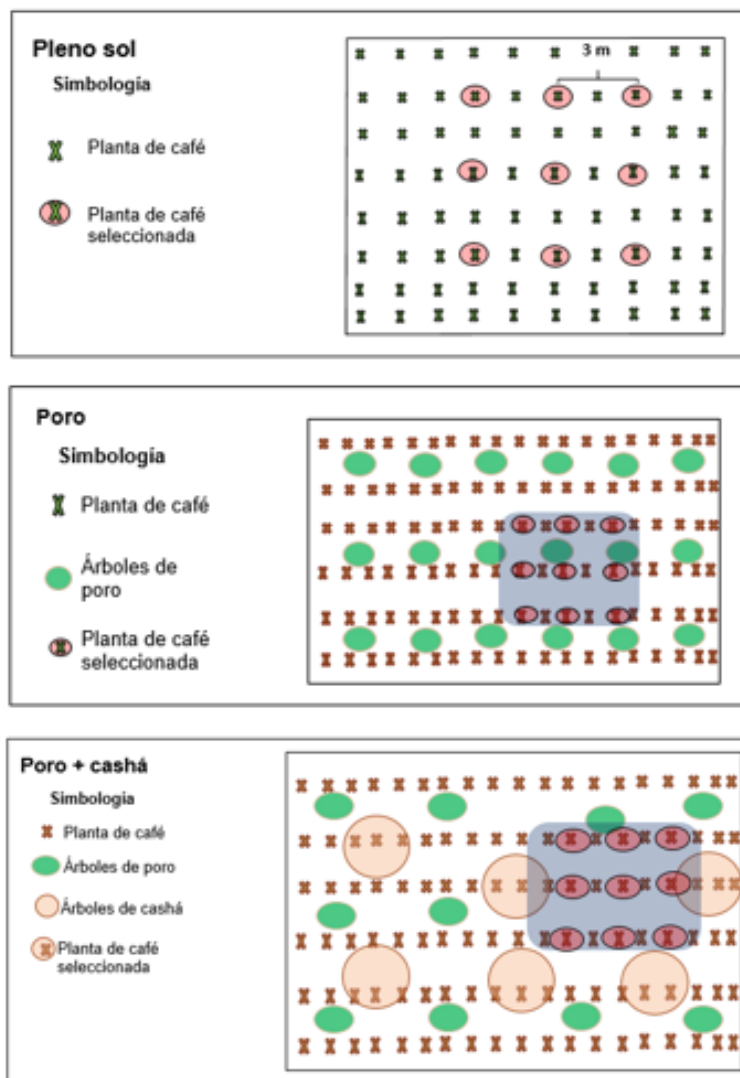 Pleno sol
Simbología
3 m
Planta de café
Planta de café
seleccionada
Poro
Simbología
Planta de café
Árboles de
poro
Planta de café
seleccionada
Poro + cashá
Simbología
Planta de café
Árboles de poro
Árboles de cashá
Planta de café
seleccionada